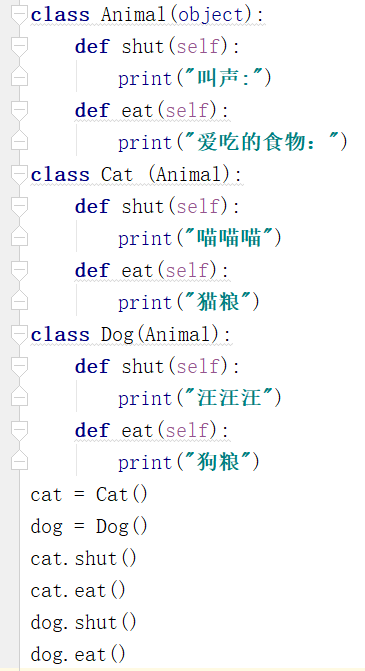 class Animal(object):
    def shut(self):
        print("叫声:")
    def eat(self):
        print("爱吃的食物：")
class Cat (Animal):
    def shut(self):
        print("喵喵喵")
    def eat(self):
        print("猫粮")
class Dog(Animal):
    def shut(self):
        print("汪汪汪")
    def eat(self):
        print("狗粮")
cat = Cat()
dog = Dog()
cat.shut()
cat.eat()
dog.shut()
dog.eat()